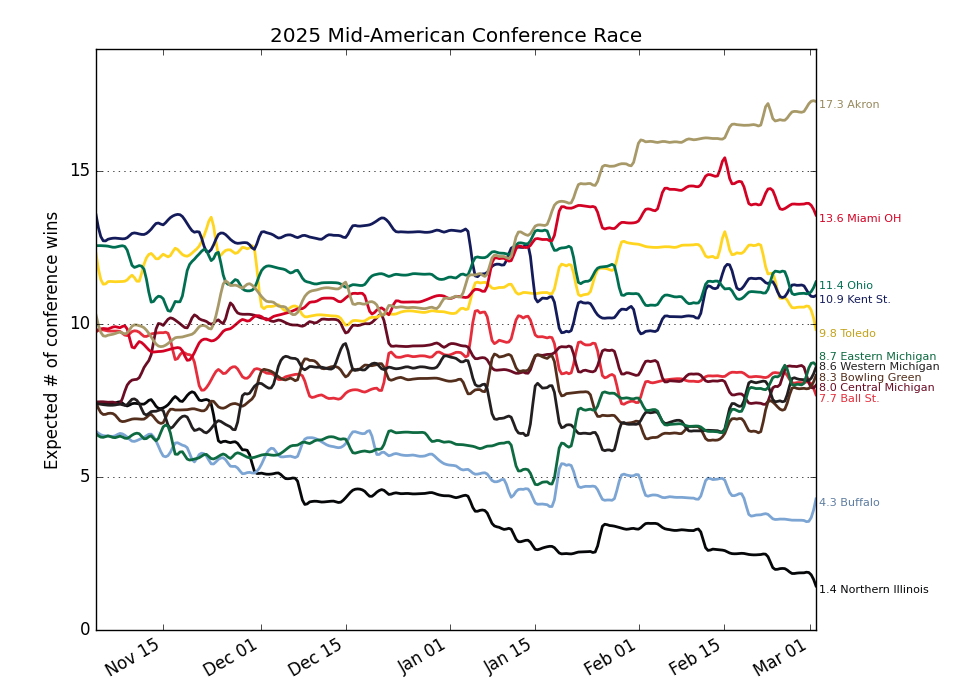 2025 Mid-American Conference Race
Expected # of conference wins
15
10
5
0
17.3 Akron
13.6 Miami OH
11.4 Ohio
10.9 Kent St.
9.8 Toledo
8.7 Eastern Michigan
8.6 Western Michigan
8.3 Bowling Green
8.0 Central Michigan
7.7 Ball St.
4.3 Buffalo
1.4 Northern Illinois
Nov 15
Dec 01
Dec 15
Jan 01
Jan 15
Feb 01
Feb 15
Mar 01